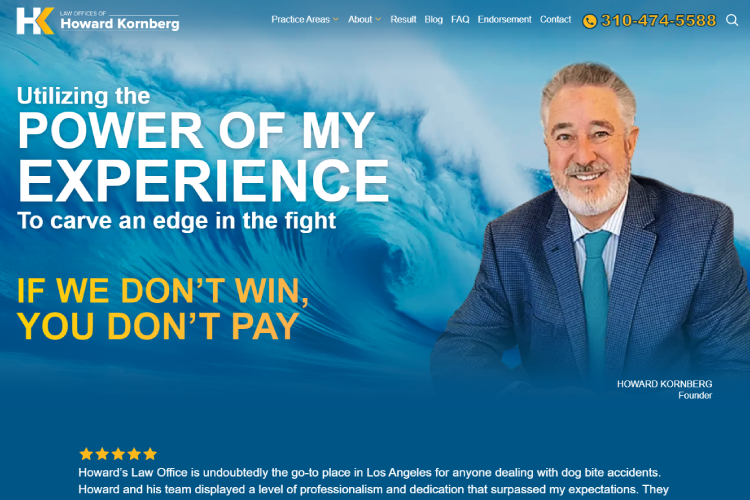 HK
LAW OFFICES OF
Howard Kornberg
Practice Areas About Result Blog FAQ Endorsement Contact 310-474-5588
Utilizing the
POWER OF MY
EXPERIENCE
To carve an edge in the fight
IF WE DON'T WIN,
YOU DON'T PAY
HOWARD KORNBERG
Founder
Howard's Law Office is undoubtedly the go-to place in Los Angeles for anyone dealing with dog bite accidents.
Howard and his team displayed a level of professionalism and dedication that surpassed my expectations. They